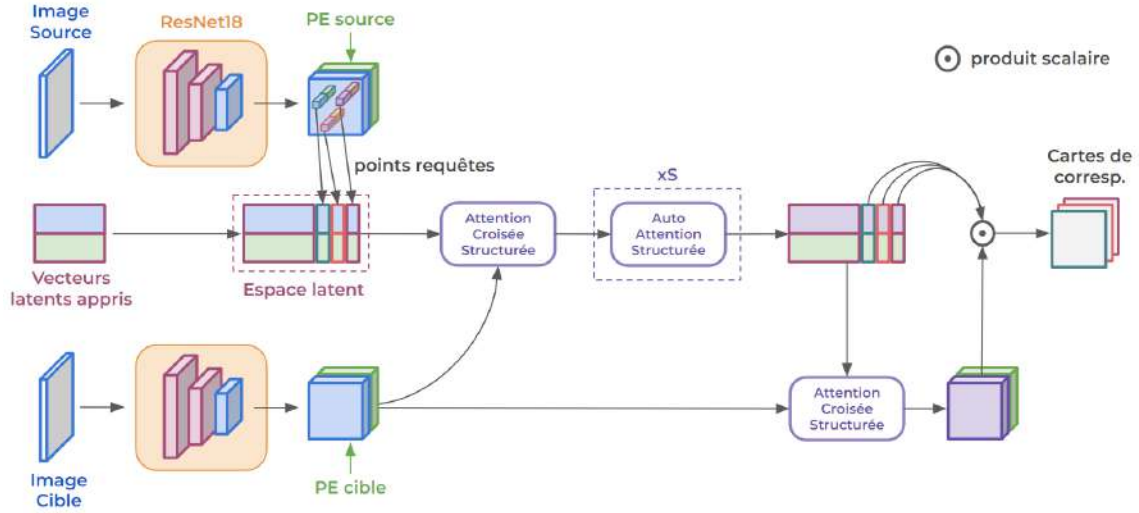 Image
Source
ResNet18
PE source
produit scalaire
points requêtes
Cartes de
corresp.
xS
Attention
Croisée
Structurée
Auto
Attention
Structurée
Vecteurs
latents appris
Espace latent
Attention
Croisée
Structurée
Image
Cible
PE cible